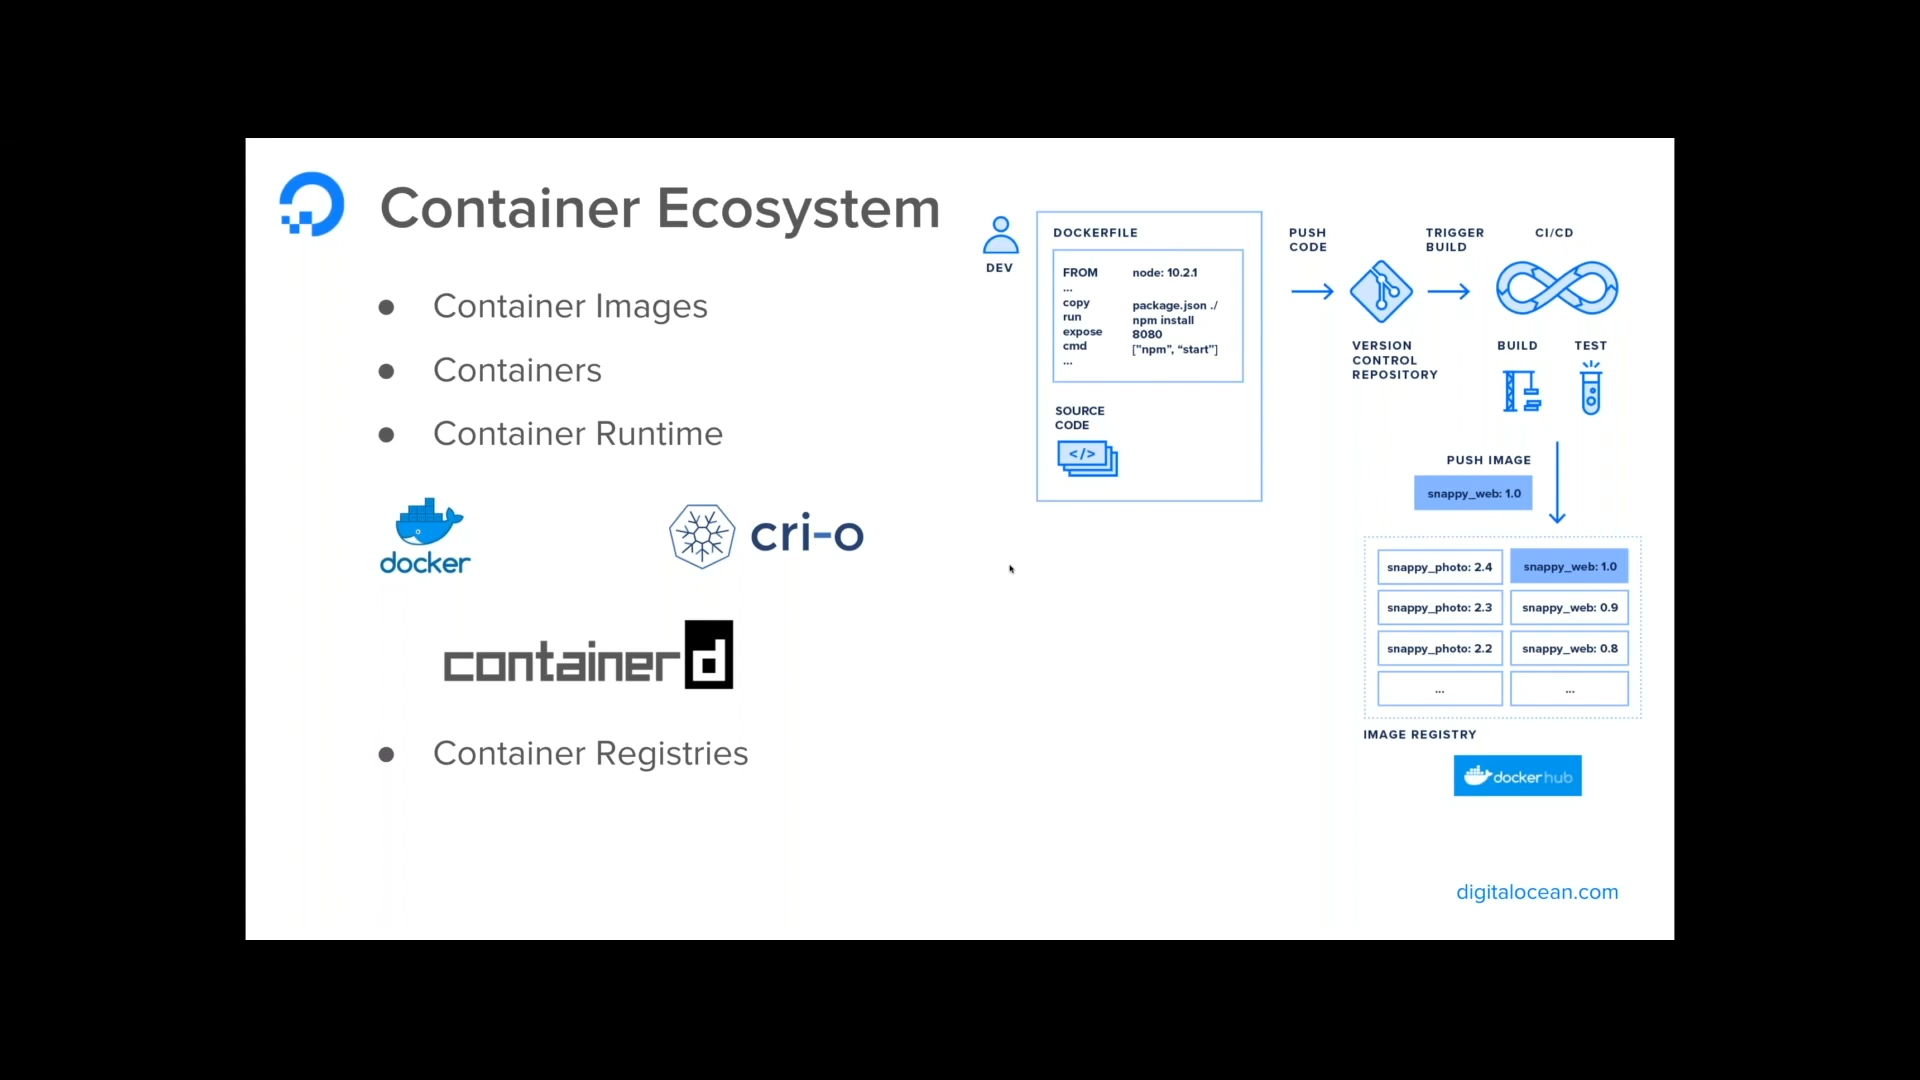 Container Ecosystem
● Container Images
● Containers
● Container Runtime
docker
cri-o
containerd
● Container Registries
DEV
DOCKERFILE
FROM node: 10.2.1
...
copy package.json ./
run npm install
expose 8080
cmd ["npm", “start”]
...
SOURCE
CODE
</>
PUSH
CODE
VERSION
CONTROL
REPOSITORY
TRIGGER
BUILD
CI/CD
BUILD
TEST
PUSH IMAGE
snappy_web: 1.0
snappy_photo: 2.4 snappy_web: 1.0
snappy_photo: 2.3 snappy_web: 0.9
snappy_photo: 2.2 snappy_web: 0.8
... ...
IMAGE REGISTRY
dockerhub
digitalocean.com